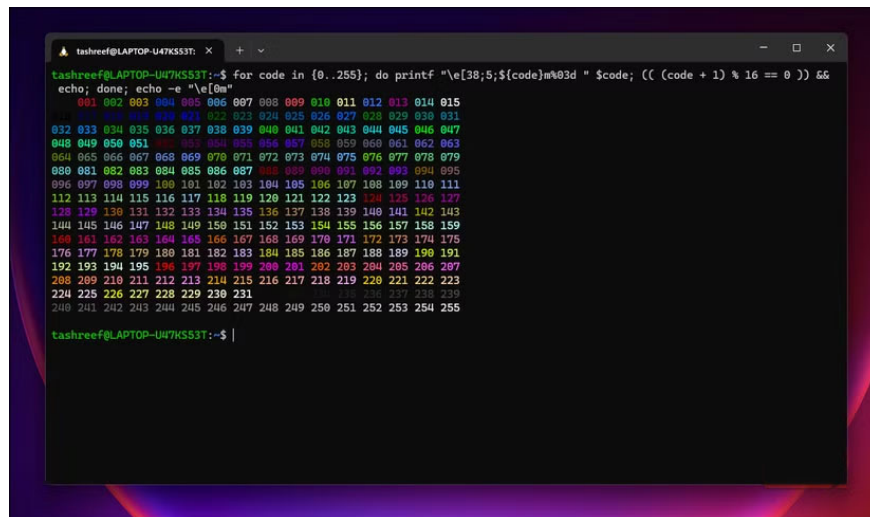 tashreef@LAPTOP-U47KS53T: ~
tashreef@LAPTOP-U47KS53T:~$ for code in {0..255}; do printf "\e[38;5;${code}m%03d " $code; (( (code + 1) % 16 == 0 )) &&
echo; done; echo -e "\e[0m"
001 002 003 004 005 006 007 008 009 010 011 012 013 014 015
020 021 022 023 024 025 026 027 028 029 030 031
032 033 034 035 036 037 038 039 040 041 042 043 044 045 046 047
048 049 050 051 052 053 054 055 056 057 058 059 060 061 062 063
064 065 066 067 068 069 070 071 072 073 074 075 076 077 078 079
080 081 082 083 084 085 086 087 088 089 090 091 092 093 094 095
096 097 098 099 100 101 102 103 104 105 106 107 108 109 110 111
112 113 114 115 116 117 118 119 120 121 122 123 124 125 126 127
128 129 130 131 132 133 134 135 136 137 138 139 140 141 142 143
144 145 146 147 148 149 150 151 152 153 154 155 156 157 158 159
160 161 162 163 164 165 166 167 168 169 170 171 172 173 174 175
176 177 178 179 180 181 182 183 184 185 186 187 188 189 190 191
192 193 194 195 196 197 198 199 200 201 202 203 204 205 206 207
208 209 210 211 212 213 214 215 216 217 218 219 220 221 222 223
224 225 226 227 228 229 230 231 235 236 237 238 239
240 241 242 243 244 245 246 247 248 249 250 251 252 253 254 255
tashreef@LAPTOP-U47KS53T:~$